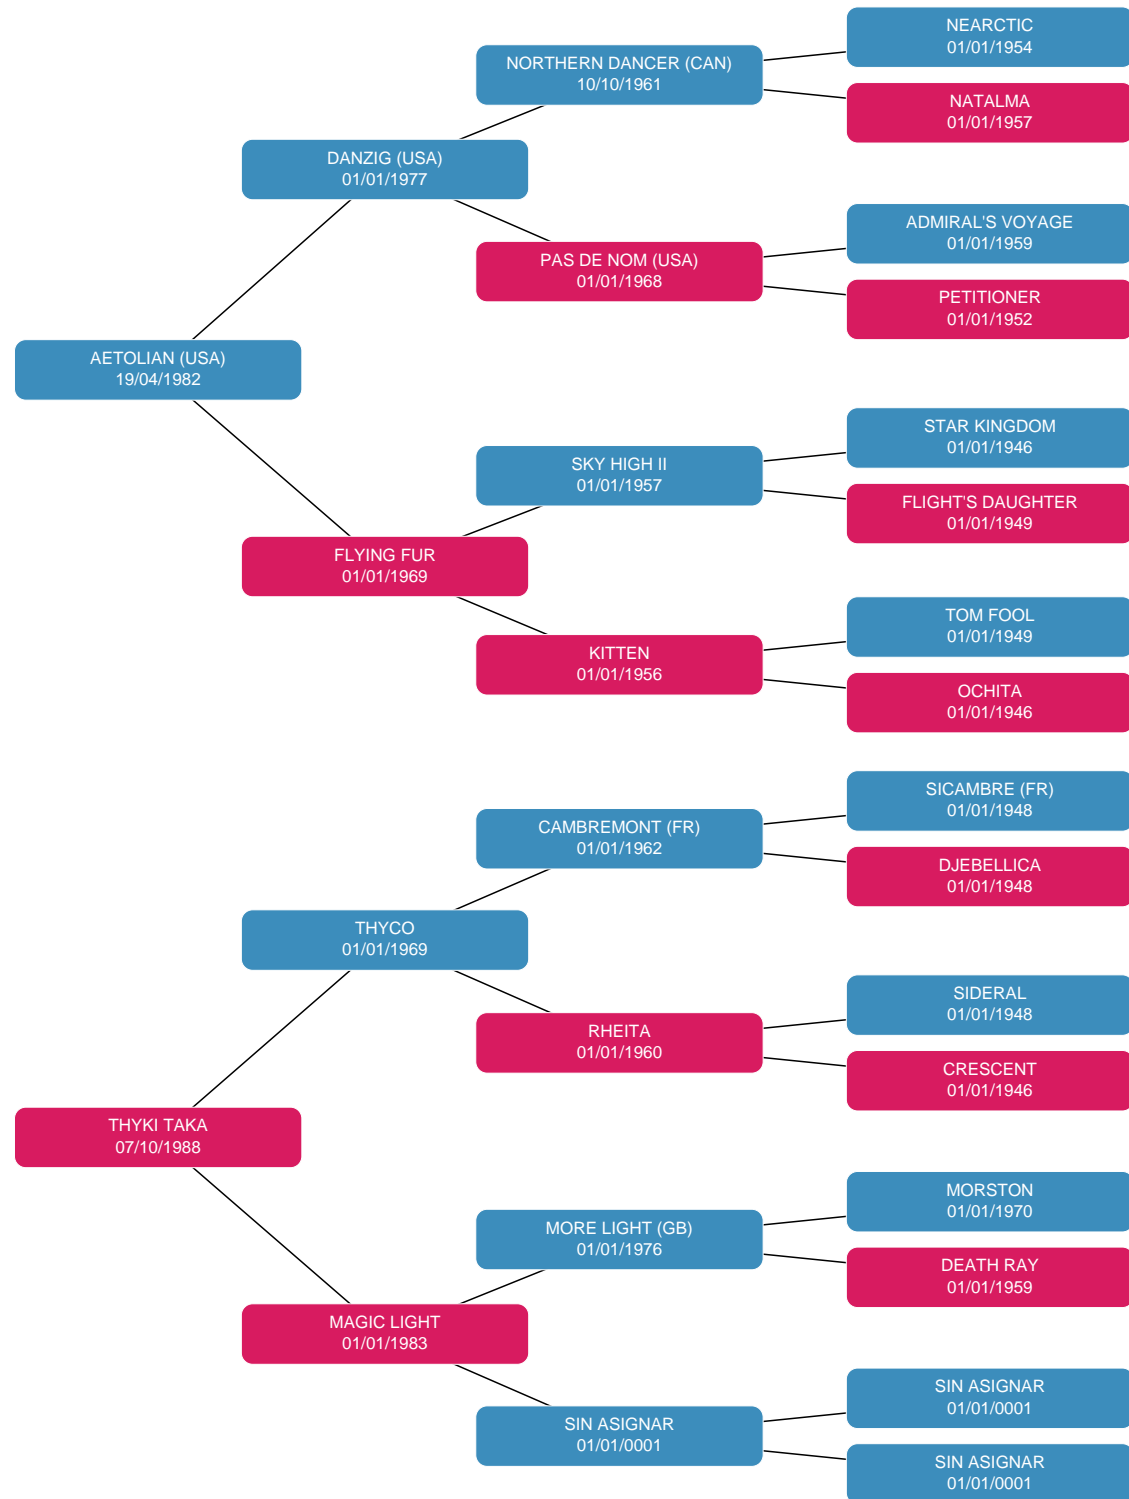 NEARCTIC
01/01/1954
NORTHERN DANCER (CAN)
10/10/1961
NATALMA
01/01/1957
DANZIG (USA)
01/01/1977
ADMIRAL'S VOYAGE
01/01/1959
PAS DE NOM (USA)
01/01/1968
PETITIONER
01/01/1952
AETOLIAN (USA)
19/04/1982
STAR KINGDOM
01/01/1946
SKY HIGH II
01/01/1957
FLIGHT'S DAUGHTER
01/01/1949
FLYING FUR
01/01/1969
TOM FOOL
01/01/1949
KITTEN
01/01/1956
OCHITA
01/01/1946
SICAMBRE (FR)
01/01/1948
CAMBREMONT (FR)
01/01/1962
DJEBELLICA
01/01/1948
THYCO
01/01/1969
SIDERAL
01/01/1948
RHEITA
01/01/1960
CRESCENT
01/01/1946
THYKI TAKA
07/10/1988
MORSTON
01/01/1970
MORE LIGHT (GB)
01/01/1976
DEATH RAY
01/01/1959
MAGIC LIGHT
01/01/1983
SIN ASIGNAR
01/01/0001
SIN ASIGNAR
01/01/0001
SIN ASIGNAR
01/01/0001